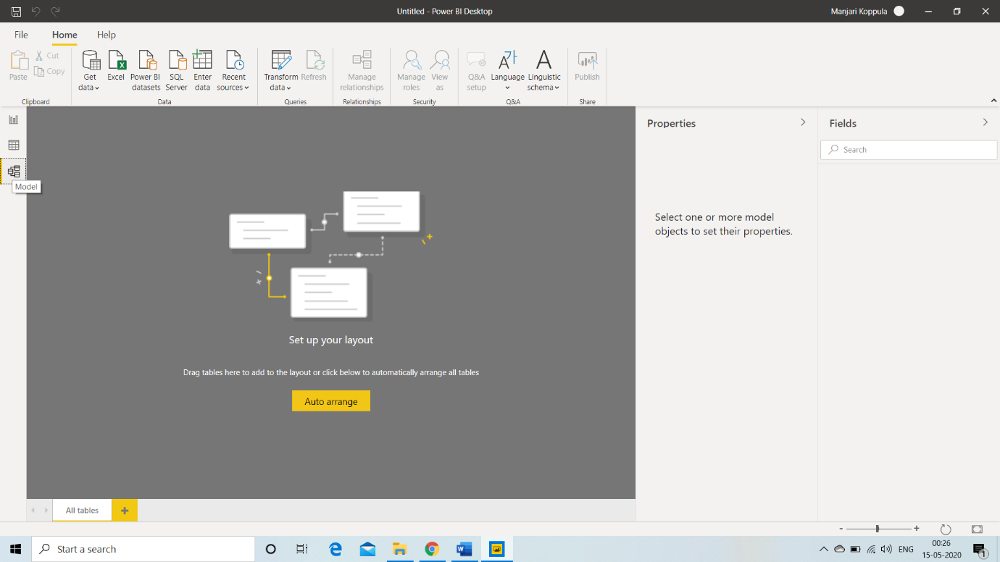 Untitled - Power BI Desktop
Manjari Koppula
File Home Help
Paste
Cut
Copy
Clipboard
Get data
Excel
Power BI datasets
SQL Server
Enter data
Recent sources
Data
Transform data
Refresh
Queries
Manage relationships
Relationships
Manage roles
View as
Security
Q&A setup
Language
Linguistic schema
Q&A
Publish
Share
Model
Set up your layout
Drag tables here to add to the layout or click below to automatically arrange all tables
Auto arrange
Properties
Select one or more model
objects to set their properties.
Fields
Search
All tables
+
- +
Start a search
ENG
00:26
15-05-2020
1